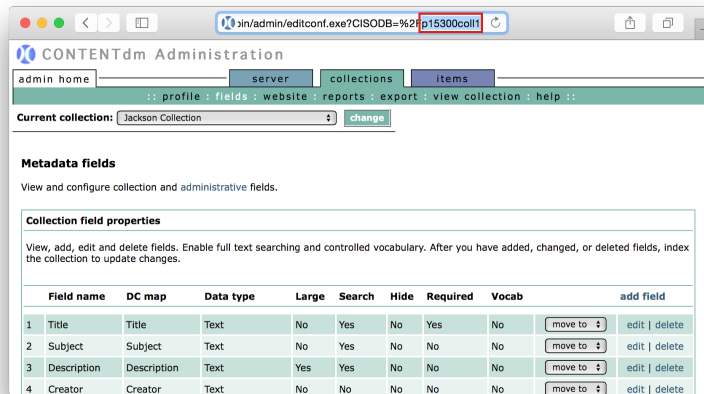 bin/admin/editconf.exe?CISODB=%2Fp15300coll1
CONTENTdm Administration
admin home server collections items
:: profile : fields : website : reports : export : view collection : help ::
Current collection: Jackson Collection change
Metadata fields
View and configure collection and administrative fields.
Collection field properties
View, add, edit and delete fields. Enable full text searching and controlled vocabulary. After you have added, changed, or deleted fields, index
the collection to update changes.
Field name DC map Data type Large Search Hide Required Vocab add field
1 Title Title Text No Yes No Yes No move to edit | delete
2 Subject Subject Text No Yes No No No move to edit | delete
3 Description Description Text Yes Yes No No No move to edit | delete
4 Creator Creator Text No No No No No move to edit | delete